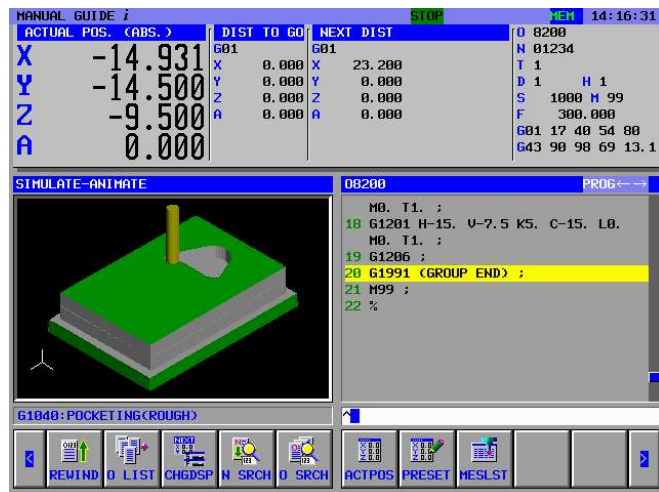 MANUAL GUIDE i STOP MEM 14:16:31
ACTUAL POS. (ABS.) DIST TO GO NEXT DIST O 8200
X -14.931 G01 G01 N 01234
X 0.000 X 23.200 T 1
Y -14.500 Y 0.000 Y 0.000 D 1 H 1
Z -9.500 Z 0.000 Z 0.000 S 1000 M 99
A 0.000 A 0.000 A 0.000 F 300.000
G01 17 40 54 80
G43 90 98 69 13.1
SIMULATE-ANIMATE
G1040:POCKETING(ROUGH)
O8200 PROG←→
M0. T1. ;
18 G1201 H-15. V-7.5 K5. C-15. L0.
M0. T1. ;
19 G1206 ;
20 G1991 (GROUP END) ;
21 M99 ;
22 %
^
< REWIND O LIST CHGDSP N SRCH O SRCH ACTPOS PRESET MESLST >